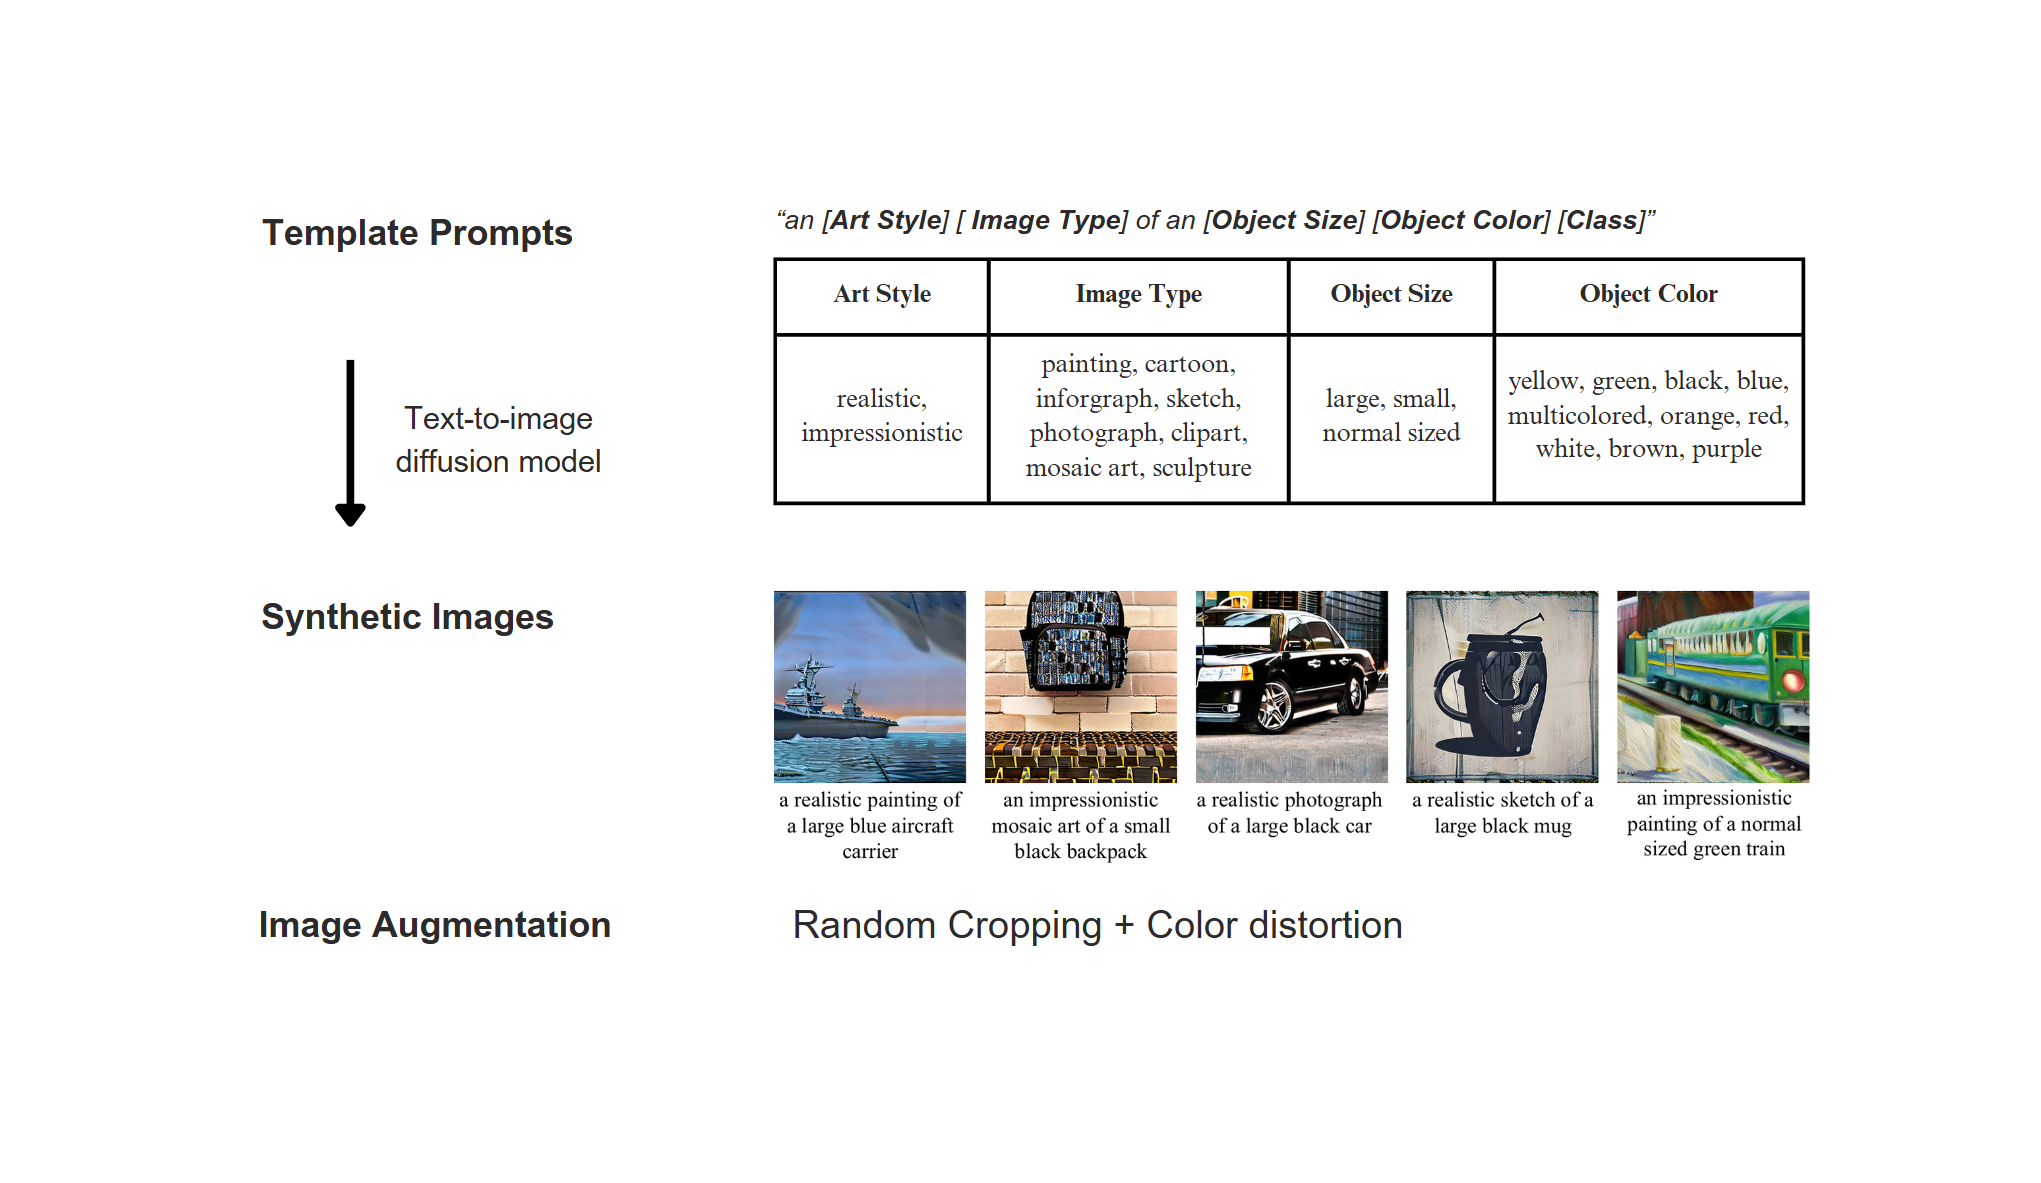 Template Prompts
“an [Art Style] [ Image Type] of an [Object Size] [Object Color] [Class]”
Art Style
Image Type
Object Size
Object Color
realistic,
impressionistic
painting, cartoon,
inforgraph, sketch,
photograph, clipart,
mosaic art, sculpture
large, small,
normal sized
yellow, green, black, blue,
multicolored, orange, red,
white, brown, purple
Text-to-image
diffusion model
Synthetic Images
a realistic painting of
a large blue aircraft
carrier
an impressionistic
mosaic art of a small
black backpack
a realistic photograph
of a large black car
a realistic sketch of a
large black mug
an impressionistic
painting of a normal
sized green train
Image Augmentation
Random Cropping + Color distortion